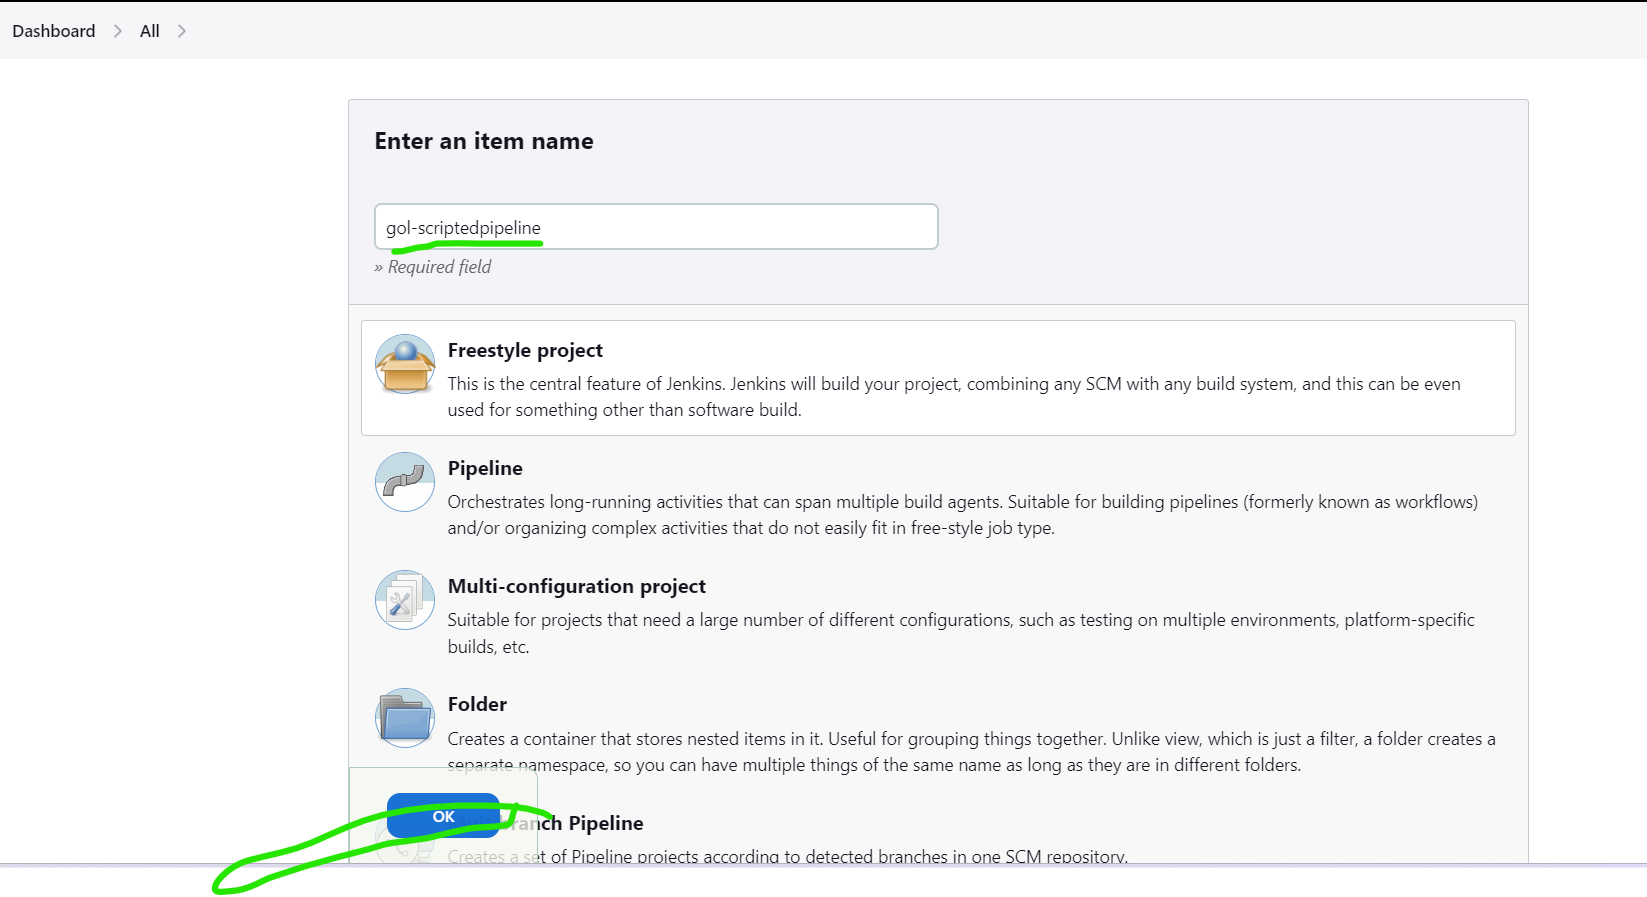 Dashboard > All >
Enter an item name
gol-scriptedpipeline
» Required field
Freestyle project
This is the central feature of Jenkins. Jenkins will build your project, combining any SCM with any build system, and this can be even
used for something other than software build.
Pipeline
Orchestrates long-running activities that can span multiple build agents. Suitable for building pipelines (formerly known as workflows)
and/or organizing complex activities that do not easily fit in free-style job type.
Multi-configuration project
Suitable for projects that need a large number of different configurations, such as testing on multiple environments, platform-specific
builds, etc.
Folder
Creates a container that stores nested items in it. Useful for grouping things together. Unlike view, which is just a filter, a folder creates a
separate namespace, so you can have multiple things of the same name as long as they are in different folders.
OK
Multibranch Pipeline
Creates a set of Pipeline projects according to detected branches in one SCM repository.